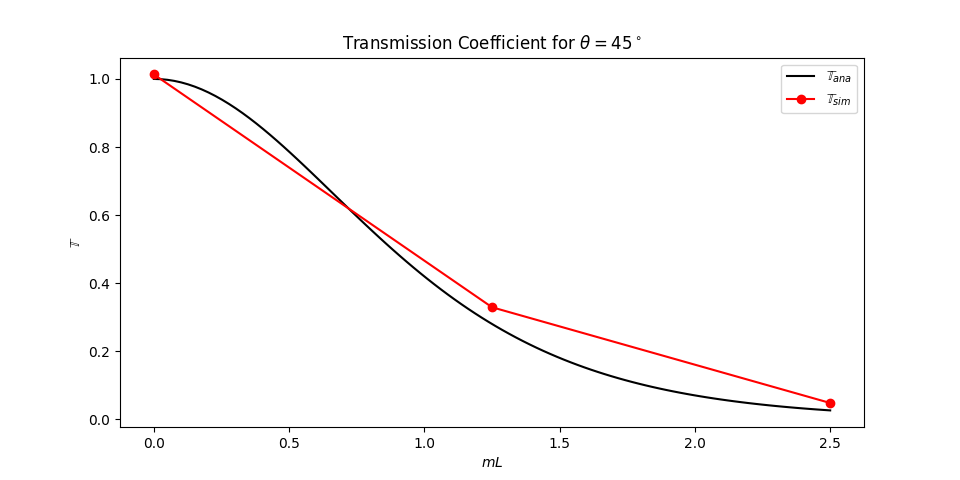 Transmission Coefficient for θ = 45°
𝕋ana
𝕋sim
1.0
0.8
0.6
0.4
0.2
0.0
𝕋
0.0 0.5 1.0 1.5 2.0 2.5
mL